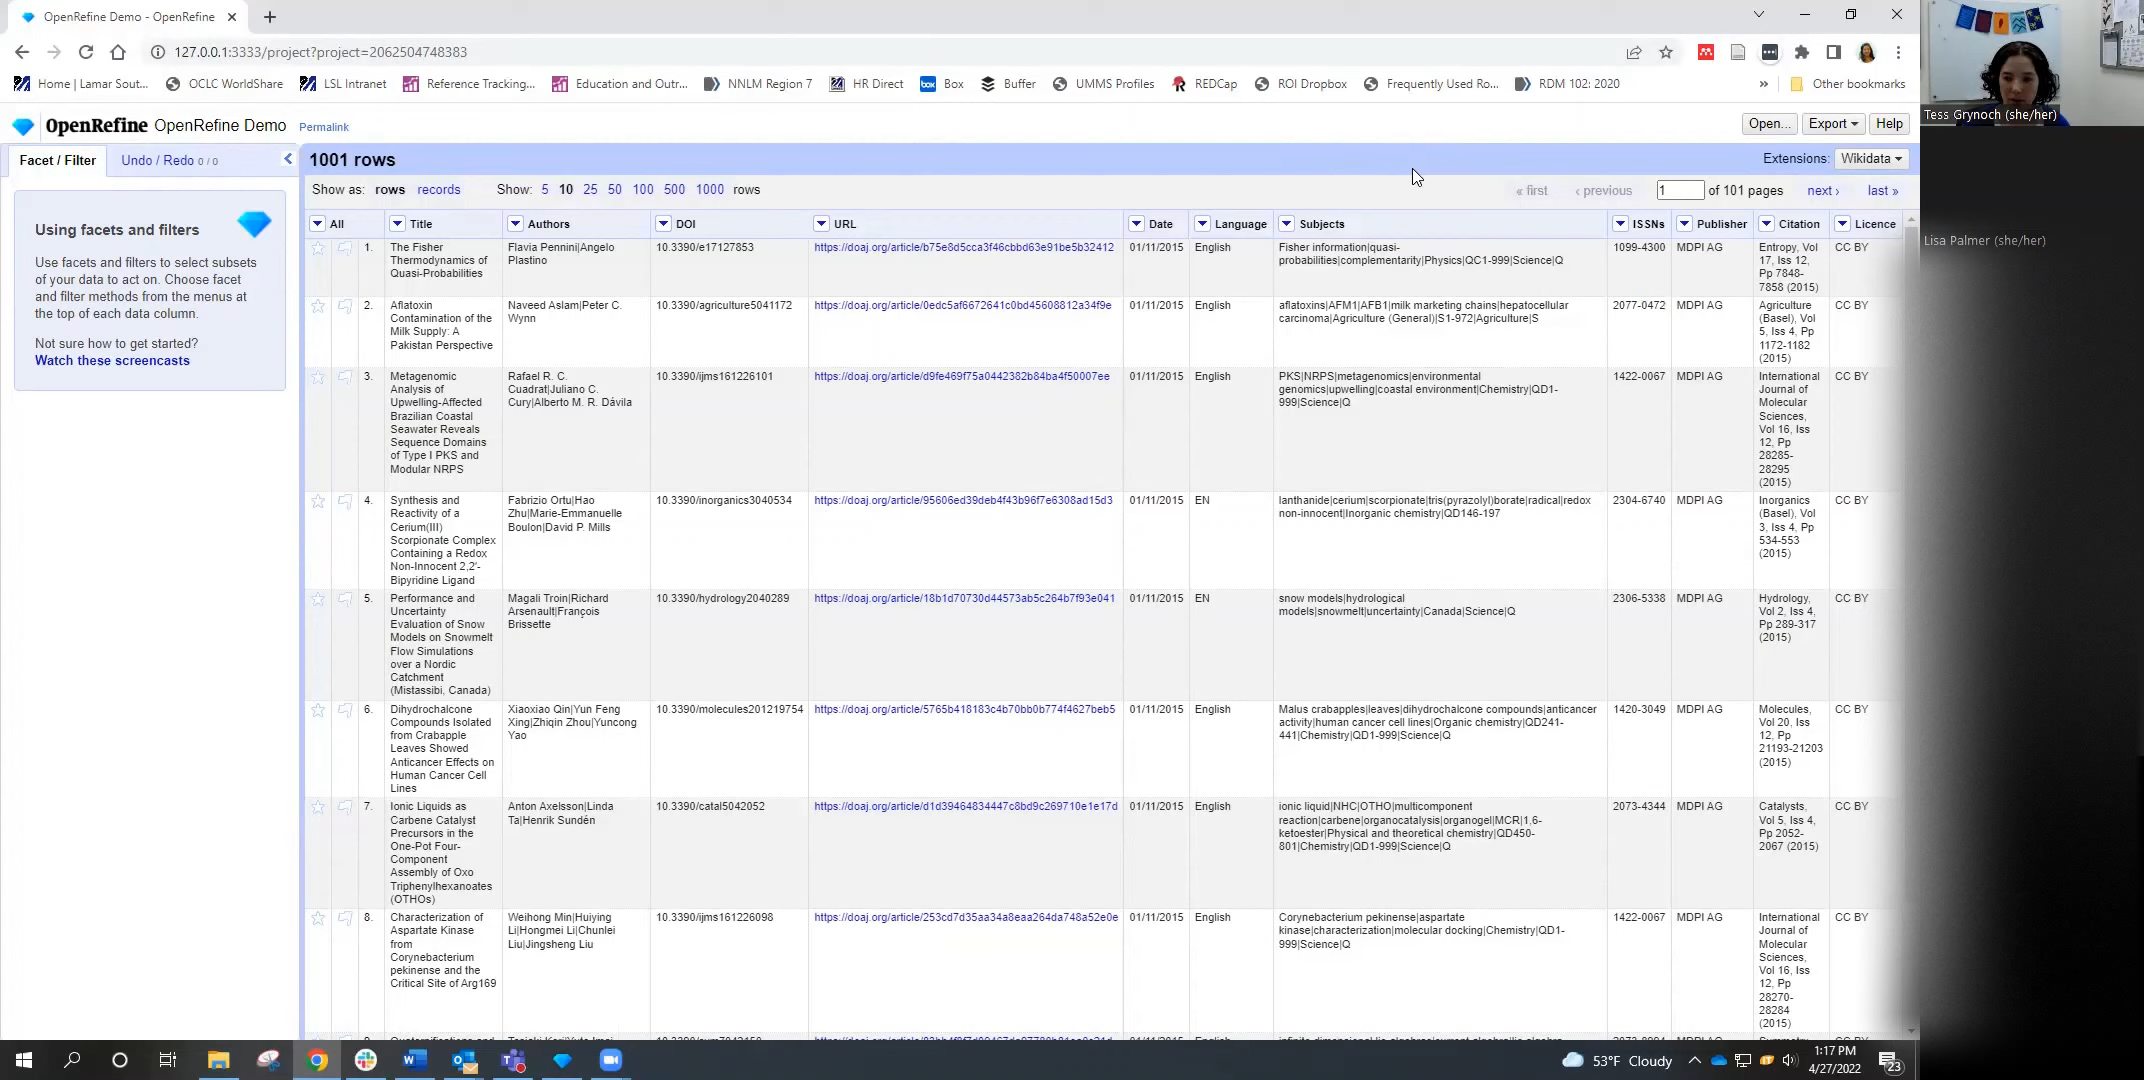 OpenRefine Demo - OpenRefine
127.0.0.1:3333/project?project=2062504748383
Home | Lamar Sout...
OCLC WorldShare
LSL Intranet
Reference Tracking...
Education and Outr...
NNLM Region 7
HR Direct
box
Box
Buffer
UMMS Profiles
REDCap
ROI Dropbox
Frequently Used Ro...
RDM 102: 2020
»
Other bookmarks
Tess Grynoch (she/her)
Lisa Palmer (she/her)
OpenRefine OpenRefine Demo Permalink
Open... Export Help
Facet / Filter
Undo / Redo 0 / 0
1001 rows
Extensions: Wikidata
Show as: rows records Show: 5 10 25 50 100 500 1000 rows
« first ‹ previous 1 of 101 pages next › last »
Using facets and filters
Use facets and filters to select subsets
of your data to act on. Choose facet
and filter methods from the menus at
the top of each data column.
Not sure how to get started?
Watch these screencasts
All Title Authors DOI URL Date Language Subjects ISSNs Publisher Citation Licence
1.
The Fisher
Thermodynamics of
Quasi-Probabilities
Flavia Pennini|Angelo
Plastino
10.3390/e17127853
https://doaj.org/article/b75e8d5cca3f46cbbd63e91be5b32412
01/11/2015
English
Fisher information|quasi-
probabilities|complementarity|Physics|QC1-999|Science|Q
1099-4300
MDPI AG
Entropy, Vol
17, Iss 12,
Pp 7848-
7858 (2015)
CC BY
2.
Aflatoxin
Contamination of the
Milk Supply: A
Pakistan Perspective
Naveed Aslam|Peter C.
Wynn
10.3390/agriculture5041172
https://doaj.org/article/0edc5af6672641c0bd45608812a34f9e
01/11/2015
English
aflatoxins|AFM1|AFB1|milk marketing chains|hepatocellular
carcinoma|Agriculture (General)|S1-972|Agriculture|S
2077-0472
MDPI AG
Agriculture
(Basel), Vol
5, Iss 4, Pp
1172-1182
(2015)
CC BY
3.
Metagenomic
Analysis of
Upwelling-Affected
Brazilian Coastal
Seawater Reveals
Sequence Domains
of Type I PKS and
Modular NRPS
Rafael R. C.
Cuadrat|Juliano C.
Cury|Alberto M. R. Dávila
10.3390/ijms161226101
https://doaj.org/article/d9fe469f75a0442382b84ba4f50007ee
01/11/2015
English
PKS|NRPS|metagenomics|environmental
genomics|upwelling|coastal environment|Chemistry|QD1-
999|Science|Q
1422-0067
MDPI AG
International
Journal of
Molecular
Sciences,
Vol 16, Iss
12, Pp
28285-
28295
(2015)
CC BY
4.
Synthesis and
Reactivity of a
Cerium(III)
Scorpionate Complex
Containing a Redox
Non-Innocent 2,2′-
Bipyridine Ligand
Fabrizio Ortu|Hao
Zhu|Marie-Emmanuelle
Boulon|David P. Mills
10.3390/inorganics3040534
https://doaj.org/article/95606ed39deb4f43b96f7e6308ad15d3
01/11/2015
EN
lanthanide|cerium|scorpionate|tris(pyrazolyl)borate|radical|redox
non-innocent|Inorganic chemistry|QD146-197
2304-6740
MDPI AG
Inorganics
(Basel), Vol
3, Iss 4, Pp
534-553
(2015)
CC BY
5.
Performance and
Uncertainty
Evaluation of Snow
Models on Snowmelt
Flow Simulations
over a Nordic
Catchment
(Mistassibi, Canada)
Magali Troin|Richard
Arsenault|François
Brissette
10.3390/hydrology2040289
https://doaj.org/article/18b1d70730d44573ab5c264b7f93e041
01/11/2015
EN
snow models|hydrological
models|snowmelt|uncertainty|Canada|Science|Q
2306-5338
MDPI AG
Hydrology,
Vol 2, Iss 4,
Pp 289-317
(2015)
CC BY
6.
Dihydrochalcone
Compounds Isolated
from Crabapple
Leaves Showed
Anticancer Effects on
Human Cancer Cell
Lines
Xiaoxiao Qin|Yun Feng
Xing|Zhiqin Zhou|Yuncong
Yao
10.3390/molecules201219754
https://doaj.org/article/5765b418183c4b70bb0b774f4627beb5
01/11/2015
English
Malus crabapples|leaves|dihydrochalcone compounds|anticancer
activity|human cancer cell lines|Organic chemistry|QD241-
441|Chemistry|QD1-999|Science|Q
1420-3049
MDPI AG
Molecules,
Vol 20, Iss
12, Pp
21193-21203
(2015)
CC BY
7.
Ionic Liquids as
Carbene Catalyst
Precursors in the
One-Pot Four-
Component
Assembly of Oxo
Triphenylhexanoates
(OTHOs)
Anton Axelsson|Linda
Ta|Henrik Sundén
10.3390/catal5042052
https://doaj.org/article/d1d39464834447c8bd9c269710e1e17d
01/11/2015
English
ionic liquid|NHC|OTHO|multicomponent
reaction|carbene|organocatalysis|organogel|MCR|1,6-
ketoester|Physical and theoretical chemistry|QD450-
801|Chemistry|QD1-999|Science|Q
2073-4344
MDPI AG
Catalysts,
Vol 5, Iss 4,
Pp 2052-
2067 (2015)
CC BY
8.
Characterization of
Aspartate Kinase
from
Corynebacterium
pekinense and the
Critical Site of Arg169
Weihong Min|Huiying
Li|Hongmei Li|Chunlei
Liu|Jingsheng Liu
10.3390/ijms161226098
https://doaj.org/article/253cd7d35aa34a8eaa264da748a52e0e
01/11/2015
English
Corynebacterium pekinense|aspartate
kinase|characterization|molecular docking|Chemistry|QD1-
999|Science|Q
1422-0067
MDPI AG
International
Journal of
Molecular
Sciences,
Vol 16, Iss
12, Pp
28270-
28284
(2015)
CC BY
53°F Cloudy
1:17 PM
4/27/2022
23